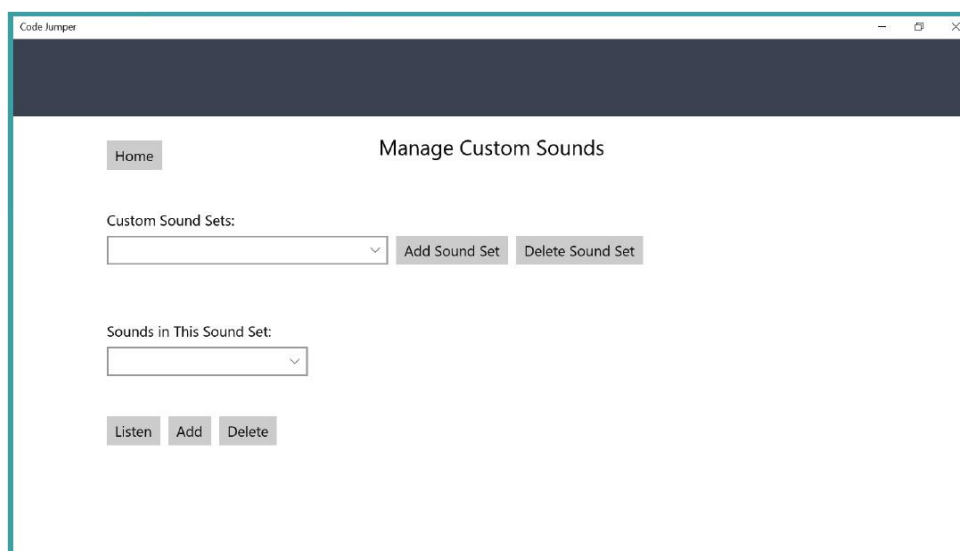 Code Jumper
Home
Manage Custom Sounds
Custom Sound Sets:
Add Sound Set
Delete Sound Set
Sounds in This Sound Set:
Listen
Add
Delete